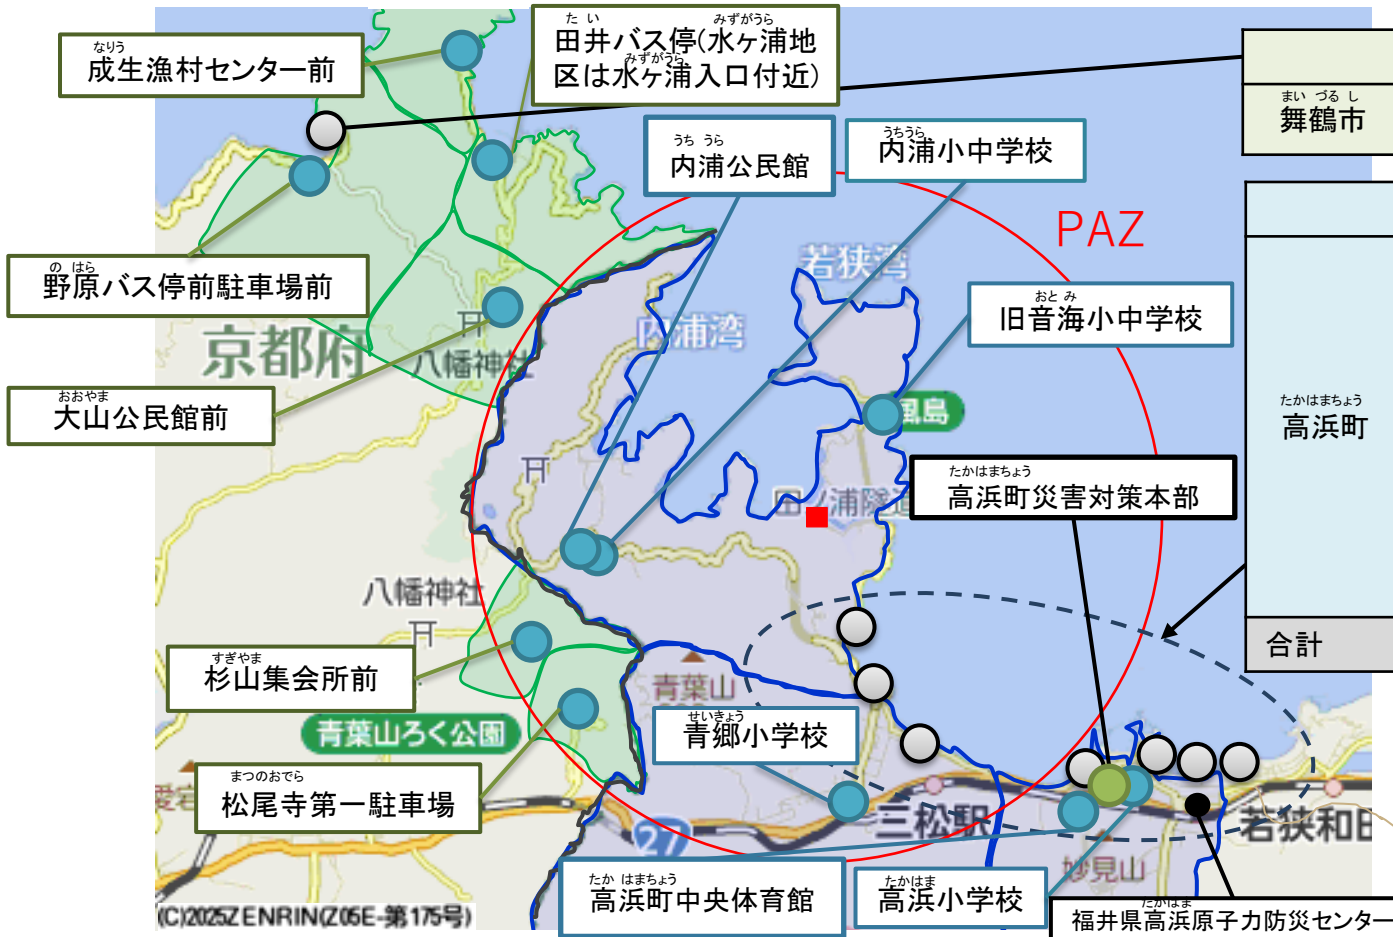 なりう
成生漁村センター前
たい みずがうら
田井バス停(水ヶ浦地
みずがうら
区は水ヶ浦入口付近)
まいづるし
舞鶴市
うちうら
内浦公民館
うちうら
内浦小中学校
PAZ
若狭湾
のはら
野原バス停前駐車場前
京都府
八幡神社
内浦湾
おとみ
旧音海小中学校
おおやま
大山公民館前
風島
たかはまちょう
高浜町
たかはまちょう
高浜町災害対策本部
田ノ浦隧道
八幡神社
合計
すぎやま
杉山集会所前
青葉山
せいきょう
青郷小学校
青葉山ろく公園
まつのおでら
松尾寺第一駐車場
愛宕
27
三松駅
若狭和田
妙見山
たかはまちょう
高浜町中央体育館
たかはま
高浜小学校
たかはま
福井県高浜原子力防災センター
(C)2025ZENRIN(Z05E-第175号)